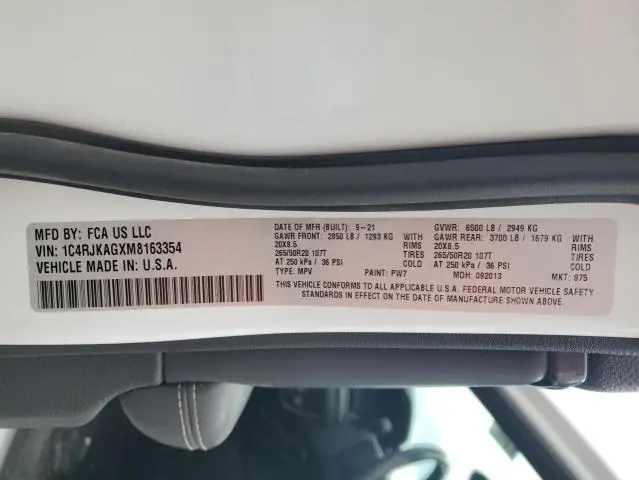 MFD BY: FCA US LLC
VIN: 1C4RJKAGXM8163354
VEHICLE MADE IN: U.S.A.
DATE OF MFR (BUILT): 9-21
GAWR FRONT: 2850 LB / 1293 KG WITH
20X8.5 RIMS
265/50R20 107T TIRES
AT 250 kPa / 36 PSI COLD
TYPE: MPV PAINT: PW7
GVWR: 6500 LB / 2949 KG
GAWR REAR: 3700 LB / 1679 KG WITH
20X8.5 RIMS
265/50R20 107T TIRES
AT 250 kPa / 36 PSI COLD
MDH: 092013 MKT: 875
THIS VEHICLE CONFORMS TO ALL APPLICABLE U.S.A. FEDERAL MOTOR VEHICLE SAFETY
STANDARDS IN EFFECT ON THE DATE OF MANUFACTURE SHOWN ABOVE.